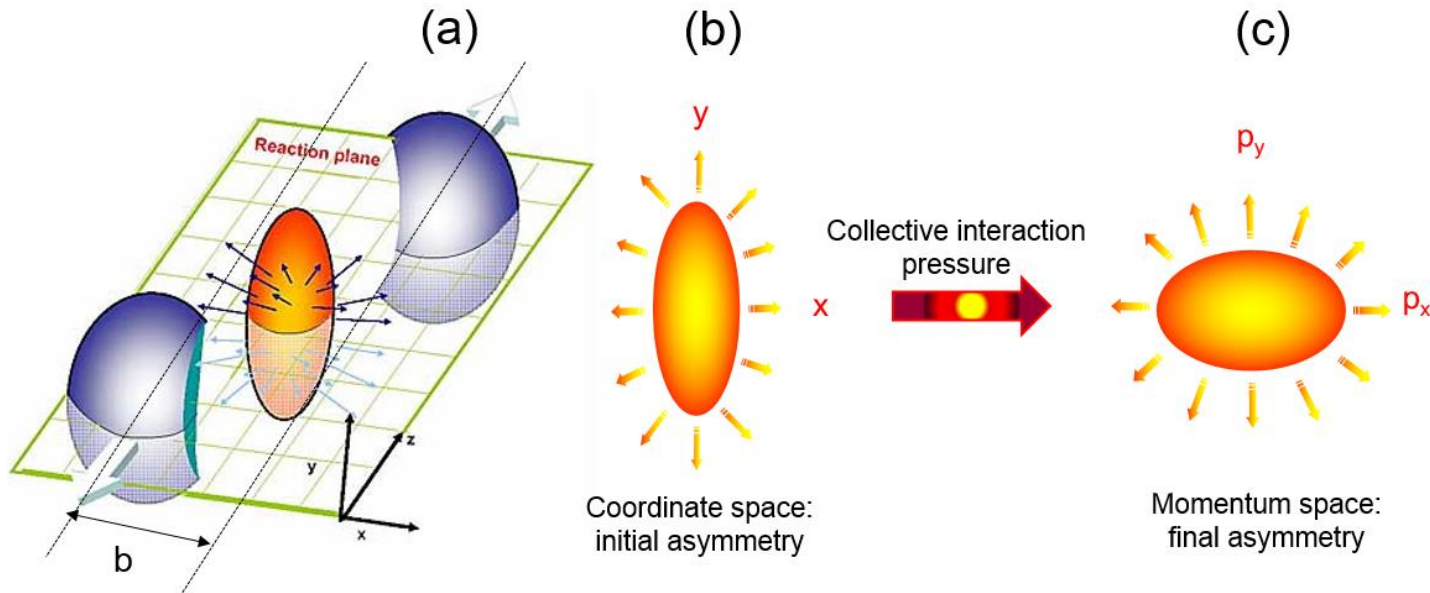 (a)
Reaction plane
y
z
x
b
(b)
y
x
Coordinate space:
initial asymmetry
Collective interaction
pressure
(c)
p_y
p_x
Momentum space:
final asymmetry